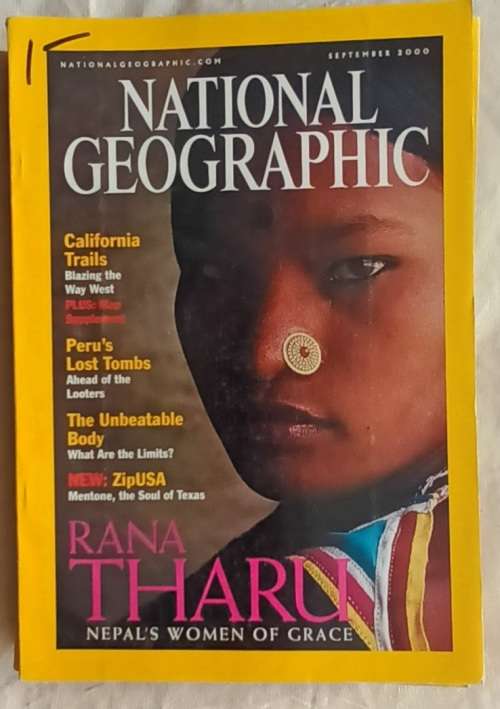 NATIONALGEOGRAPHIC.COM
SEPTEMBER 2000
NATIONAL
GEOGRAPHIC
California
Trails
Blazing the
Way West
PLUS: Map
Supplement
Peru's
Lost Tombs
Ahead of the
Looters
The Unbeatable
Body
What Are the Limits?
NEW: ZipUSA
Mentone, the Soul of Texas
RANA
THARU
NEPAL'S WOMEN OF GRACE